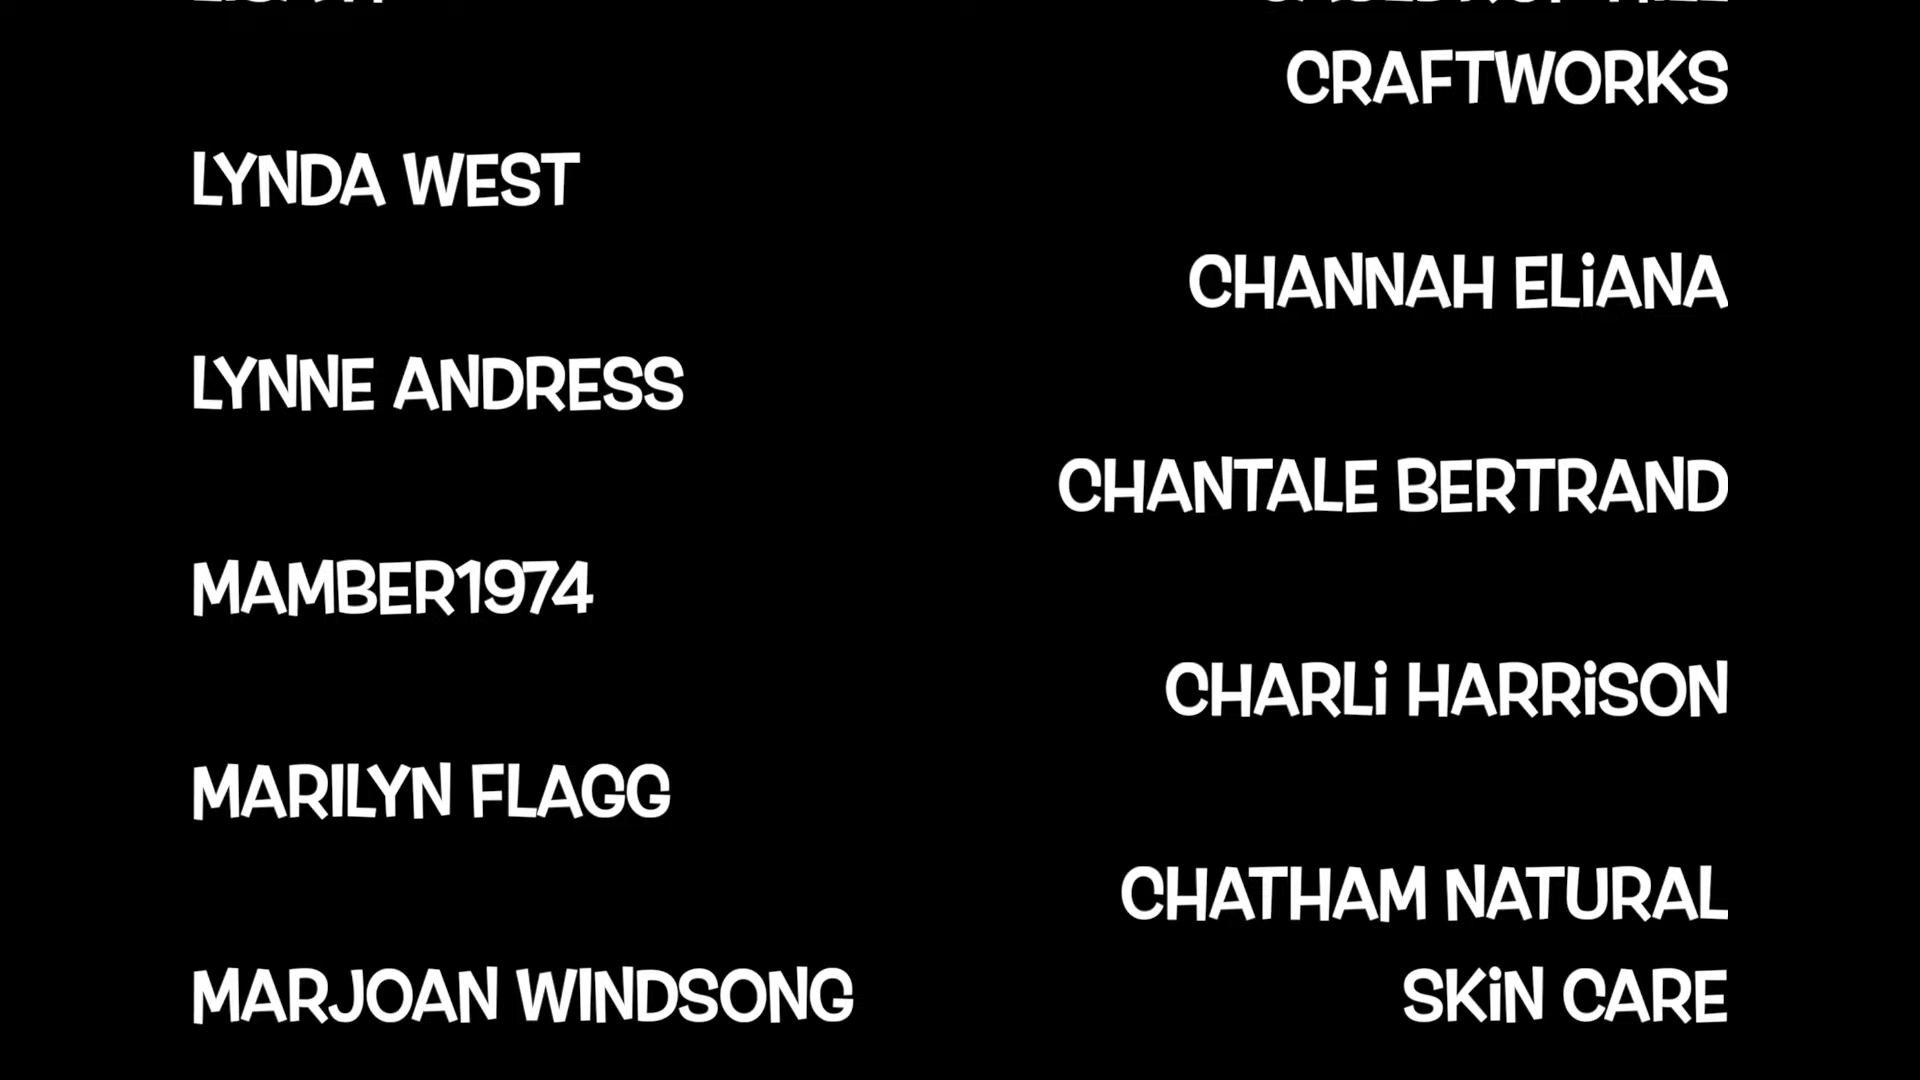 CRAFTWORKS
LYNDA WEST
CHANNAH ELiANA
LYNNE ANDRESS
CHANTALE BERTRAND
MAMBER1974
CHARLi HARRiSON
MARILYN FLAGG
CHATHAM NATURAL
MARJOAN WINDSONG
SKiN CARE